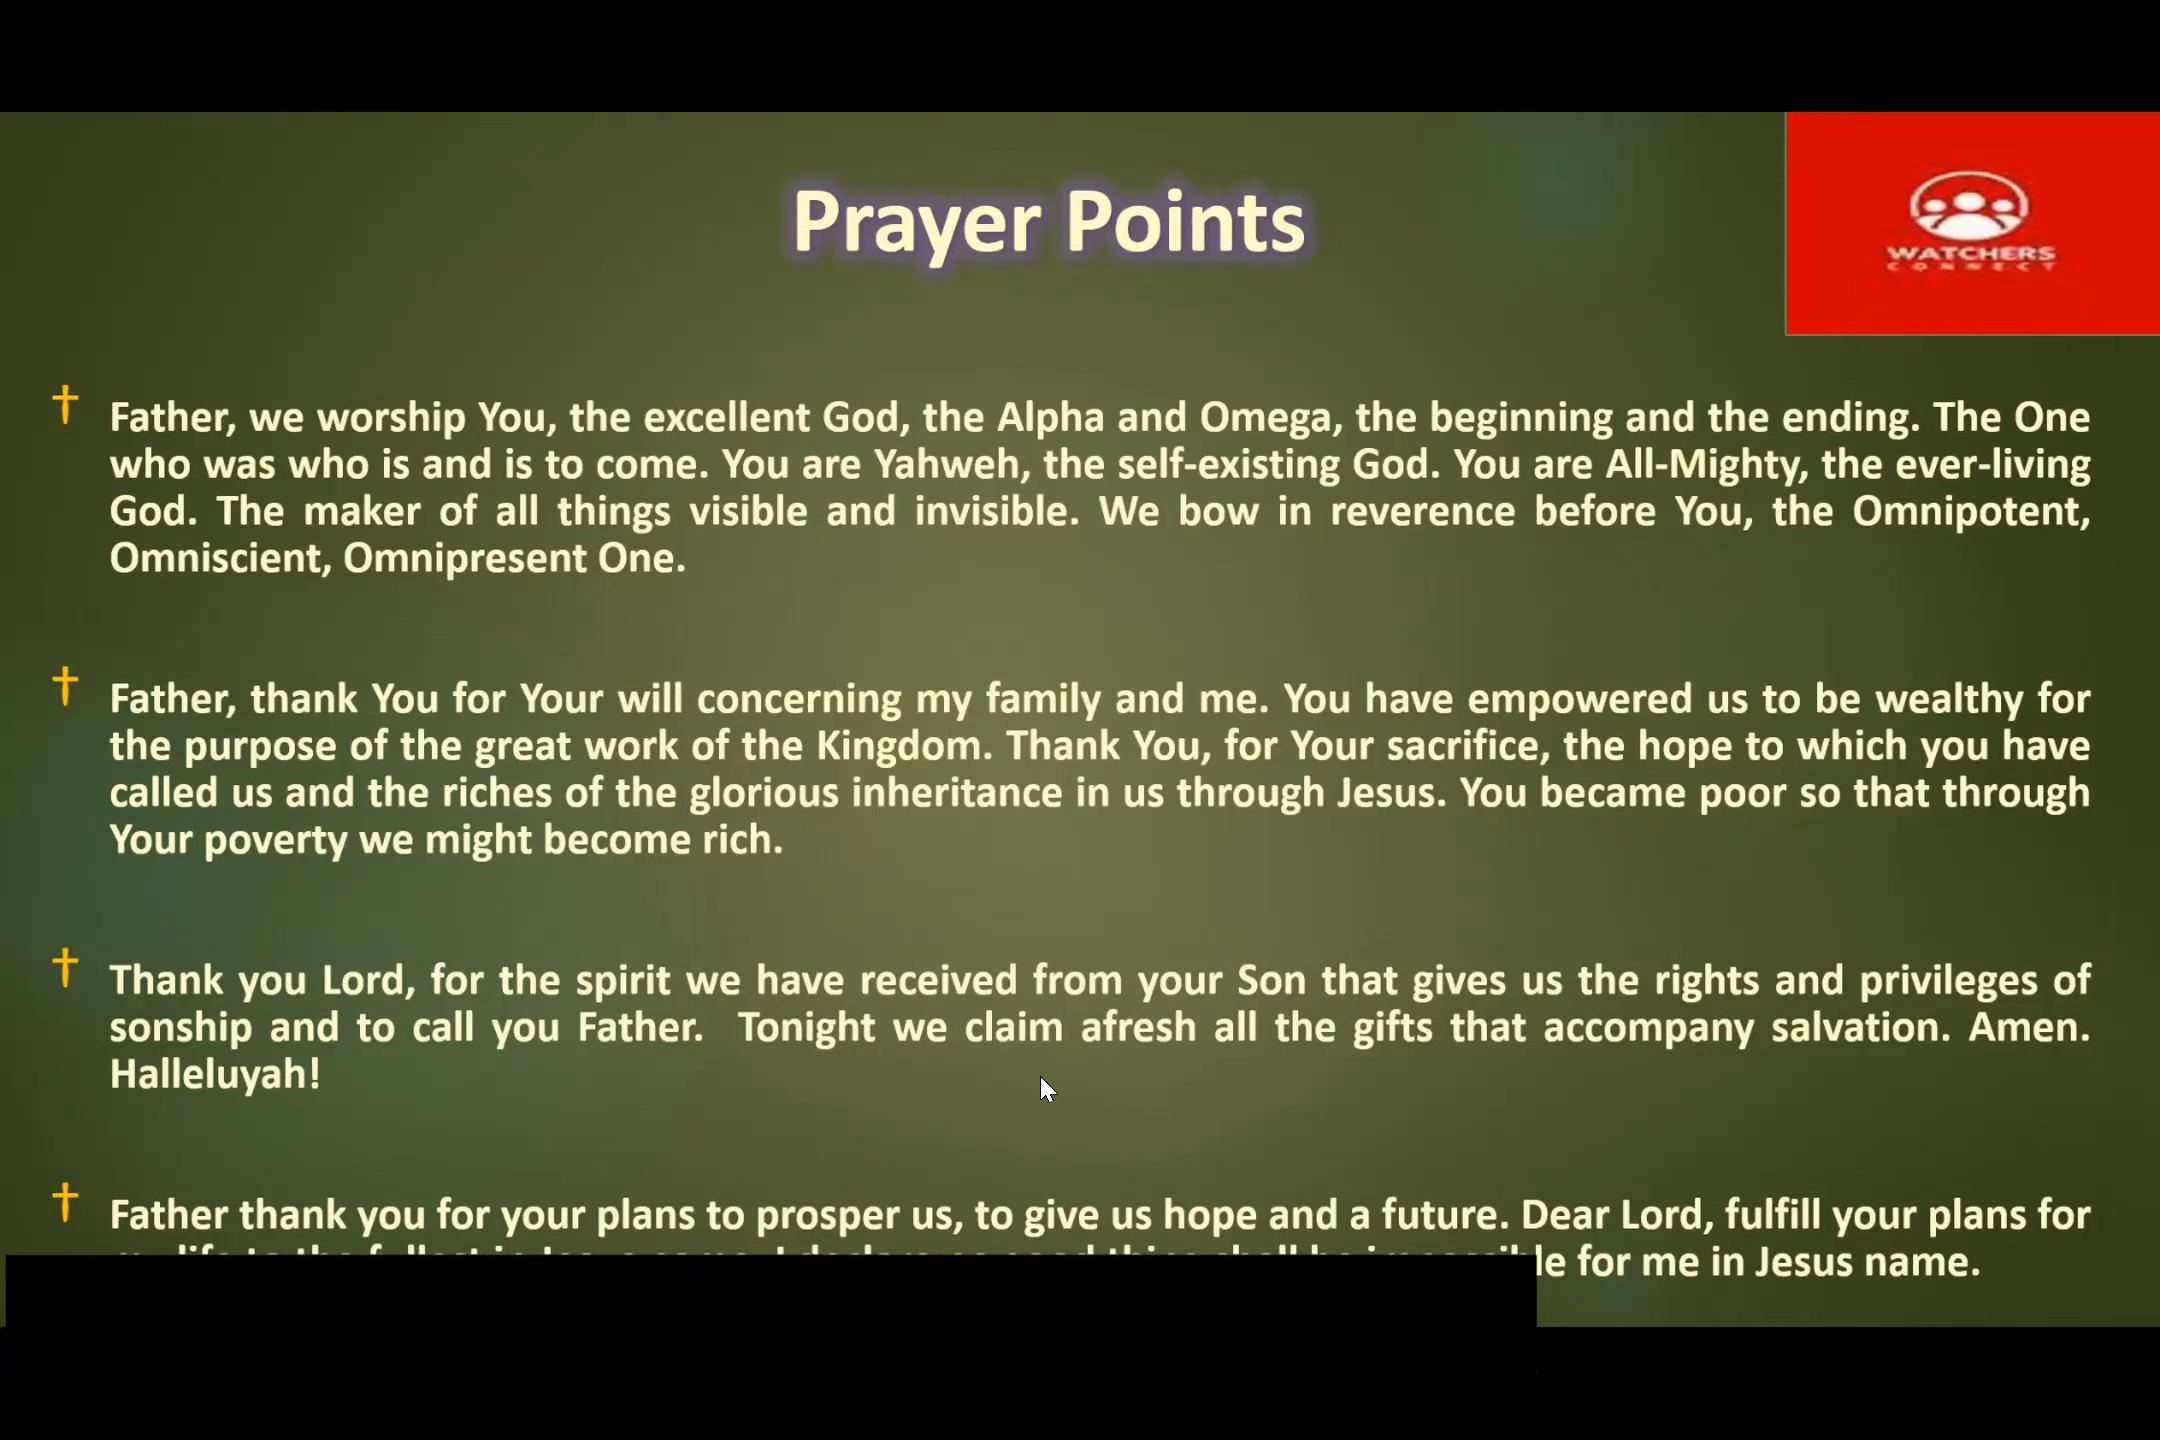 Prayer Points
WATCHERS
CONNECT
† Father, we worship You, the excellent God, the Alpha and Omega, the beginning and the ending. The One
who was who is and is to come. You are Yahweh, the self-existing God. You are All-Mighty, the ever-living
God. The maker of all things visible and invisible. We bow in reverence before You, the Omnipotent,
Omniscient, Omnipresent One.
† Father, thank You for Your will concerning my family and me. You have empowered us to be wealthy for
the purpose of the great work of the Kingdom. Thank You, for Your sacrifice, the hope to which you have
called us and the riches of the glorious inheritance in us through Jesus. You became poor so that through
Your poverty we might become rich.
† Thank you Lord, for the spirit we have received from your Son that gives us the rights and privileges of
sonship and to call you Father. Tonight we claim afresh all the gifts that accompany salvation. Amen.
Halleluyah!
† Father thank you for your plans to prosper us, to give us hope and a future. Dear Lord, fulfill your plans for
for me in Jesus name.